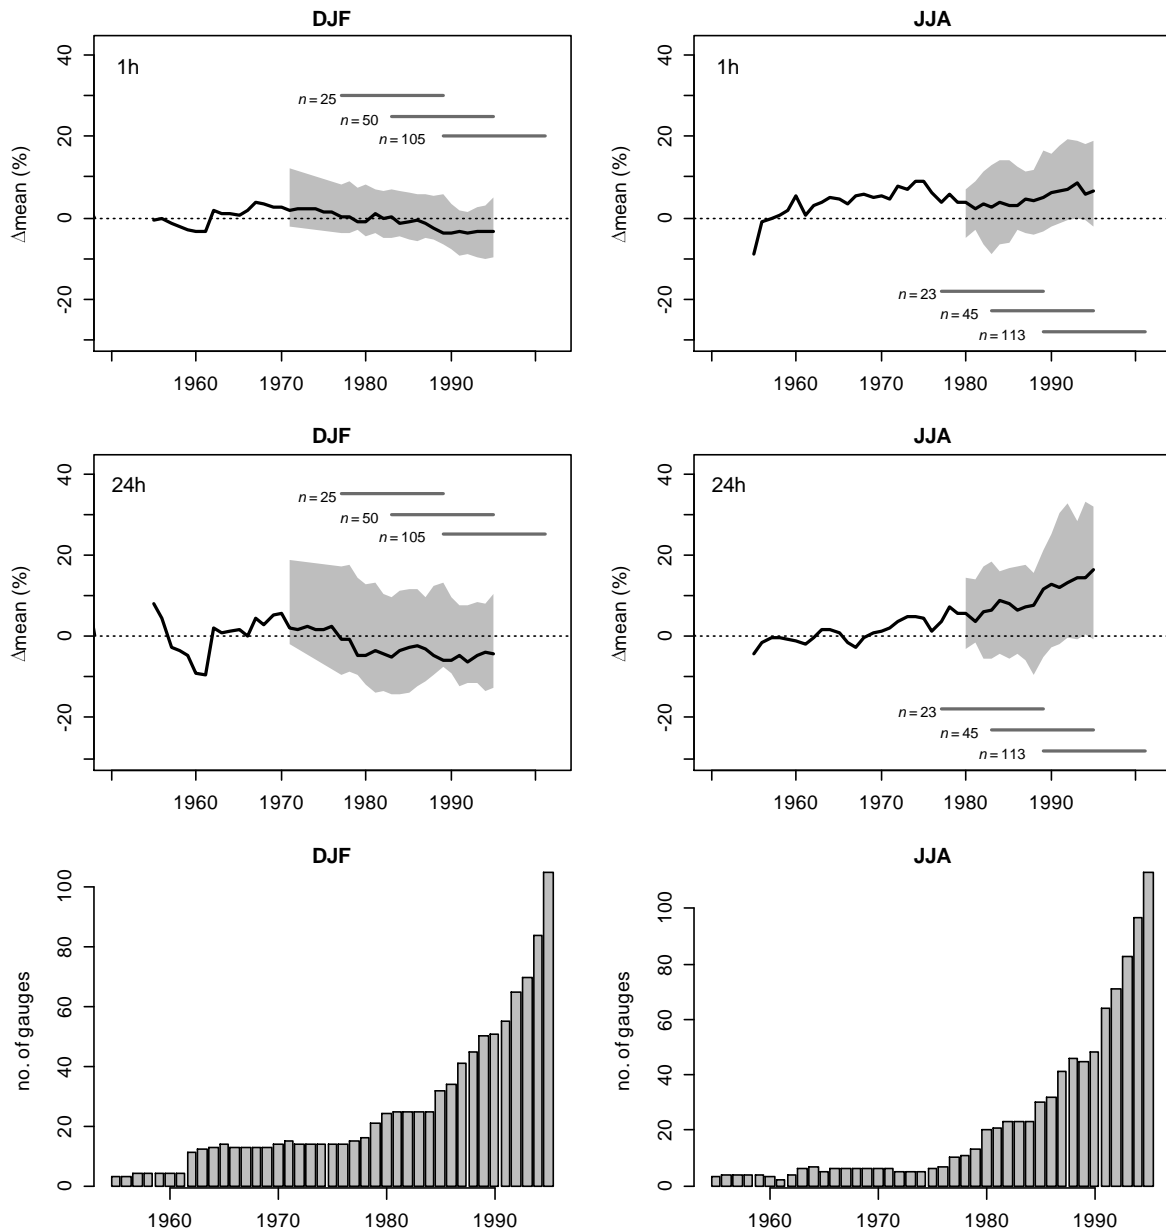 DJF
JJA
1h
1h
40
20
0
-20
Δmean (%)
n = 25
n = 50
n = 105
1960 1970 1980 1990
40
20
0
-20
Δmean (%)
n = 23
n = 45
n = 113
1960 1970 1980 1990
DJF
JJA
24h
24h
40
20
0
-20
Δmean (%)
n = 25
n = 50
n = 105
1960 1970 1980 1990
40
20
0
-20
Δmean (%)
n = 23
n = 45
n = 113
1960 1970 1980 1990
DJF
JJA
100
80
60
40
20
0
no. of gauges
1960 1970 1980 1990
100
80
60
40
20
0
no. of gauges
1960 1970 1980 1990